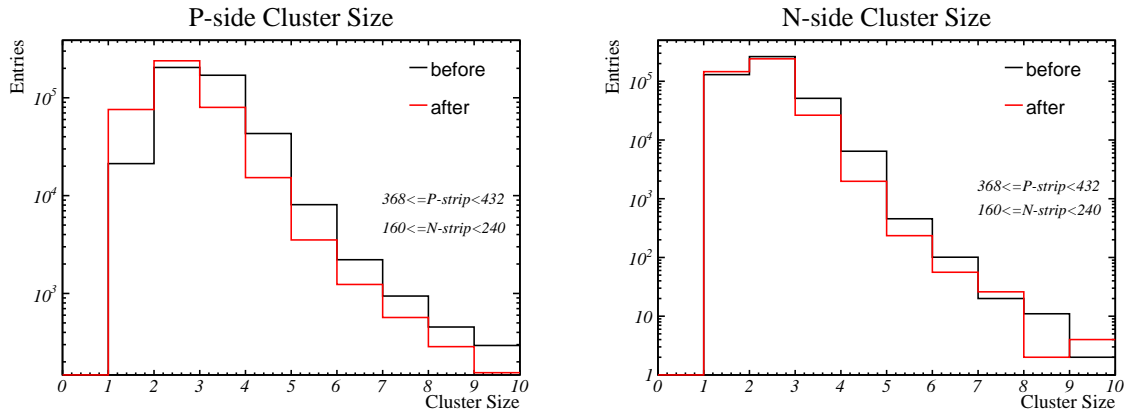 P-side Cluster Size
Entries
10^5
10^4
10^3
before
after
368<=P-strip<432
160<=N-strip<240
0 1 2 3 4 5 6 7 8 9 10
Cluster Size
N-side Cluster Size
Entries
10^5
10^4
10^3
10^2
10
1
before
after
368<=P-strip<432
160<=N-strip<240
0 1 2 3 4 5 6 7 8 9 10
Cluster Size